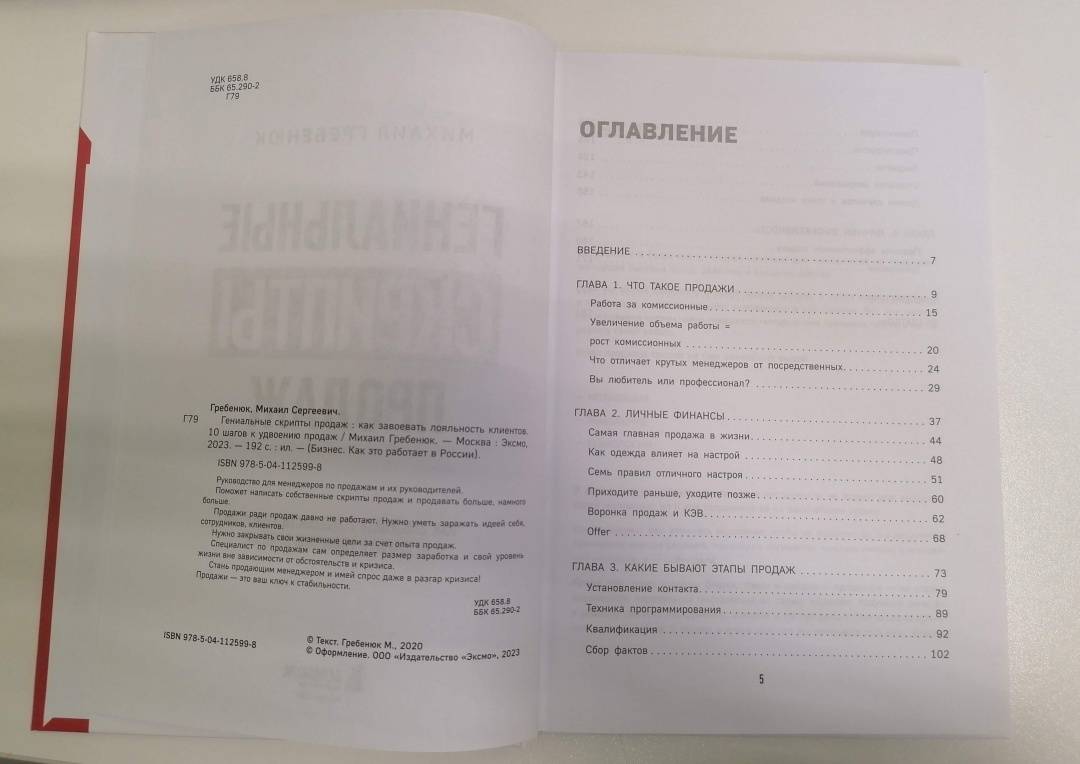 УДК 658.8
ББК 65.290-2
Г79
Гребенюк, Михаил Сергеевич.
Г79 Гениальные скрипты продаж : как завоевать лояльность клиентов.
10 шагов к удвоению продаж / Михаил Гребенюк. — Москва : Эксмо,
2023. — 192 с. : ил. — (Бизнес. Как это работает в России).
ISBN 978-5-04-112599-8
Руководство для менеджеров по продажам и их руководителей.
Поможет написать собственные скрипты продаж и продавать больше, намного
больше.
Продажи ради продаж давно не работают. Нужно уметь заражать идеей себя,
сотрудников, клиентов.
Нужно закрывать свои жизненные цели за счет опыта продаж.
Специалист по продажам сам определяет размер заработка и свой уровень
жизни вне зависимости от обстоятельств и кризиса.
Стань продающим менеджером и имей спрос даже в разгар кризиса!
Продажи — это ваш ключ к стабильности.
УДК 658.8
ББК 65.290-2
ISBN 978-5-04-112599-8
© Текст. Гребенюк М., 2020
© Оформление. ООО «Издательство «Эксмо», 2023
ОГЛАВЛЕНИЕ
ВВЕДЕНИЕ 7
ГЛАВА 1. ЧТО ТАКОЕ ПРОДАЖИ 9
Работа за комиссионные 15
Увеличение объема работы =
рост комиссионных 20
Что отличает крутых менеджеров от посредственных 24
Вы любитель или профессионал? 29
ГЛАВА 2. ЛИЧНЫЕ ФИНАНСЫ 37
Самая главная продажа в жизни 44
Как одежда влияет на настрой 48
Семь правил отличного настроя 51
Приходите раньше, уходите позже 60
Воронка продаж и КЭВ 62
Offer 68
ГЛАВА 3. КАКИЕ БЫВАЮТ ЭТАПЫ ПРОДАЖ 73
Установление контакта 79
Техника программирования 89
Квалификация 92
Сбор фактов 102
5